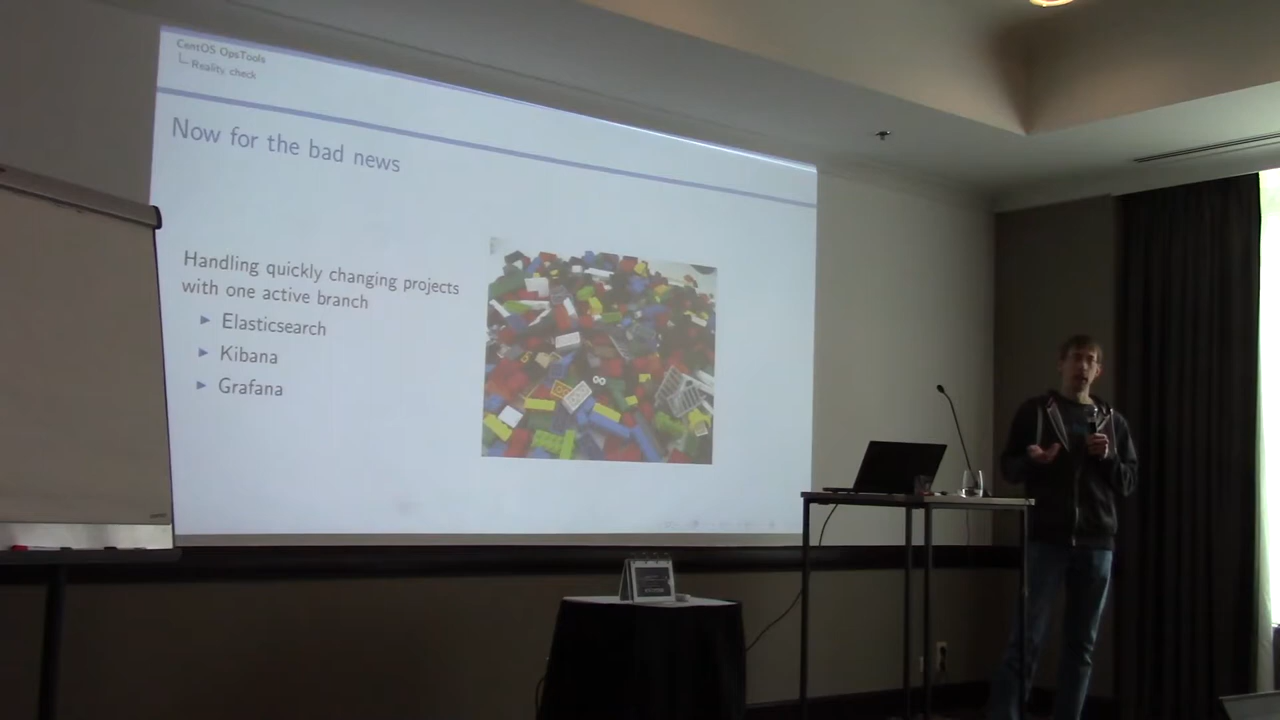 CentOS OpsTools
Reality check
Now for the bad news
Handling quickly changing projects
with one active branch
Elasticsearch
Kibana
Grafana